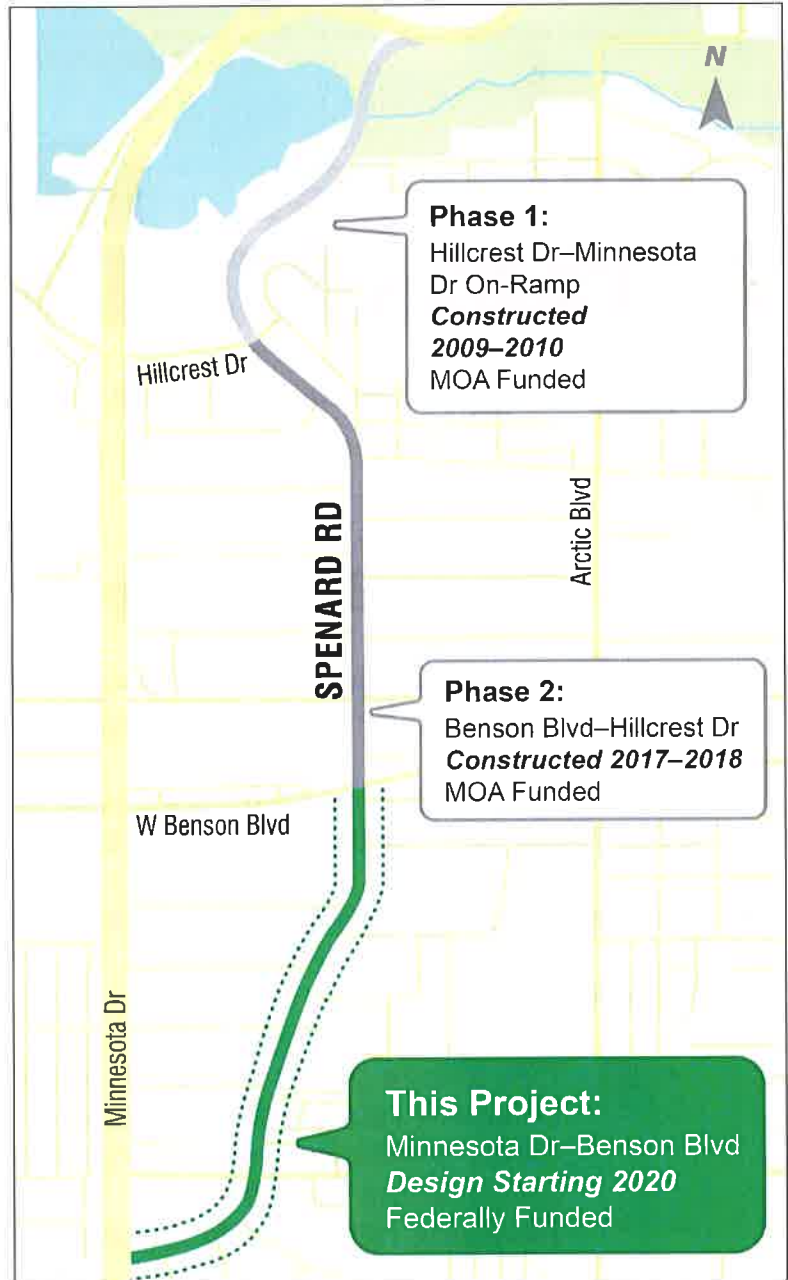 N
Phase 1:
Hillcrest Dr–Minnesota
Dr On-Ramp
Constructed
2009–2010
MOA Funded
Hillcrest Dr
Arctic Blvd
SPENARD RD
Phase 2:
Benson Blvd–Hillcrest Dr
Constructed 2017–2018
MOA Funded
W Benson Blvd
Minnesota Dr
This Project:
Minnesota Dr–Benson Blvd
Design Starting 2020
Federally Funded